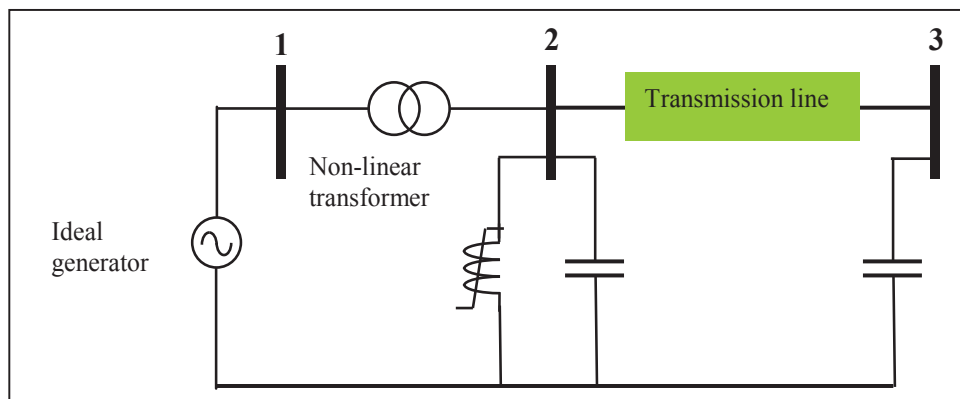 1
2
3
Transmission line
Non-linear
transformer
Ideal
generator